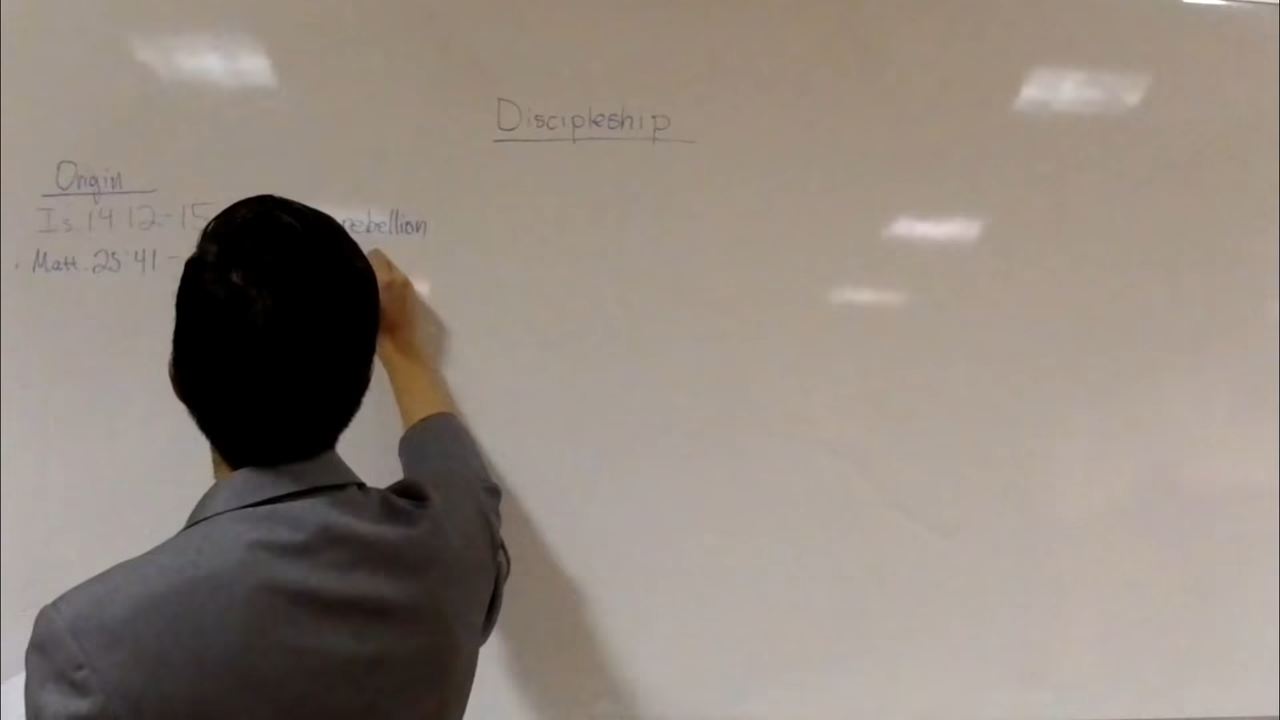 Discipleship
Origin
Is. 14:12-15 rebellion
. Matt. 25:41 -